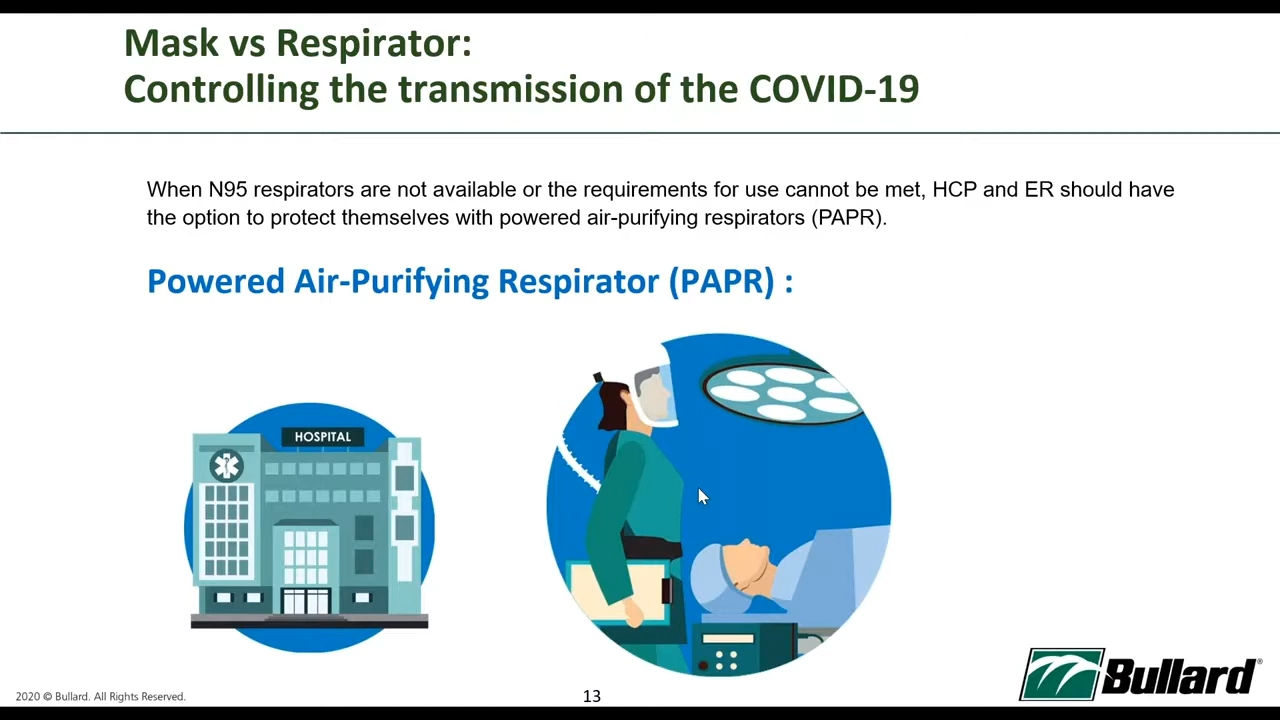 Mask vs Respirator:
Controlling the transmission of the COVID-19
When N95 respirators are not available or the requirements for use cannot be met, HCP and ER should have
the option to protect themselves with powered air-purifying respirators (PAPR).
Powered Air-Purifying Respirator (PAPR) :
HOSPITAL
2020 © Bullard. All Rights Reserved.
13
Bullard®